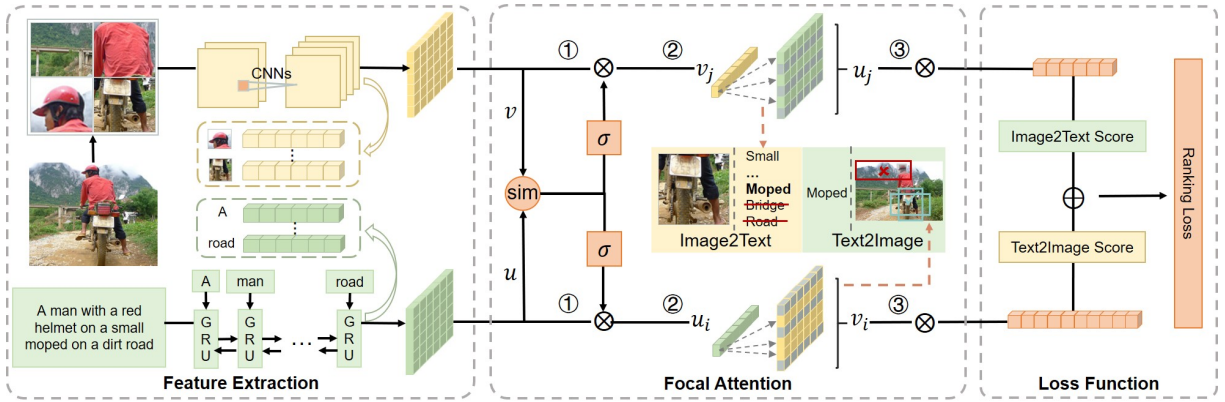 CNNs
A
⋮
road
⋮
A man with a red
helmet on a small
moped on a dirt road
A
man
road
G
R
U
G
R
U
...
G
R
U
Feature Extraction
①
②
v_j
u_j
③
v
σ
sim
u
σ
Small
...
Moped
Bridge
Road
Image2Text
Moped
Text2Image
①
②
u_i
v_i
③
Focal Attention
Image2Text Score
Text2Image Score
Ranking Loss
Loss Function